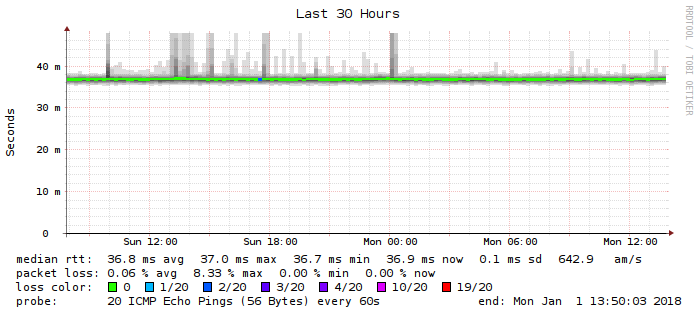 Last 30 Hours
RRDTOOL / TOBI OETIKER
Seconds
40 m
30 m
20 m
10 m
0
Sun 12:00 Sun 18:00 Mon 00:00 Mon 06:00 Mon 12:00
median rtt: 36.8 ms avg 37.0 ms max 36.7 ms min 36.9 ms now 0.1 ms sd 642.9 am/s
packet loss: 0.06 % avg 8.33 % max 0.00 % min 0.00 % now
loss color: 0 1/20 2/20 3/20 4/20 10/20 19/20
probe: 20 ICMP Echo Pings (56 Bytes) every 60s end: Mon Jan 1 13:50:03 2018